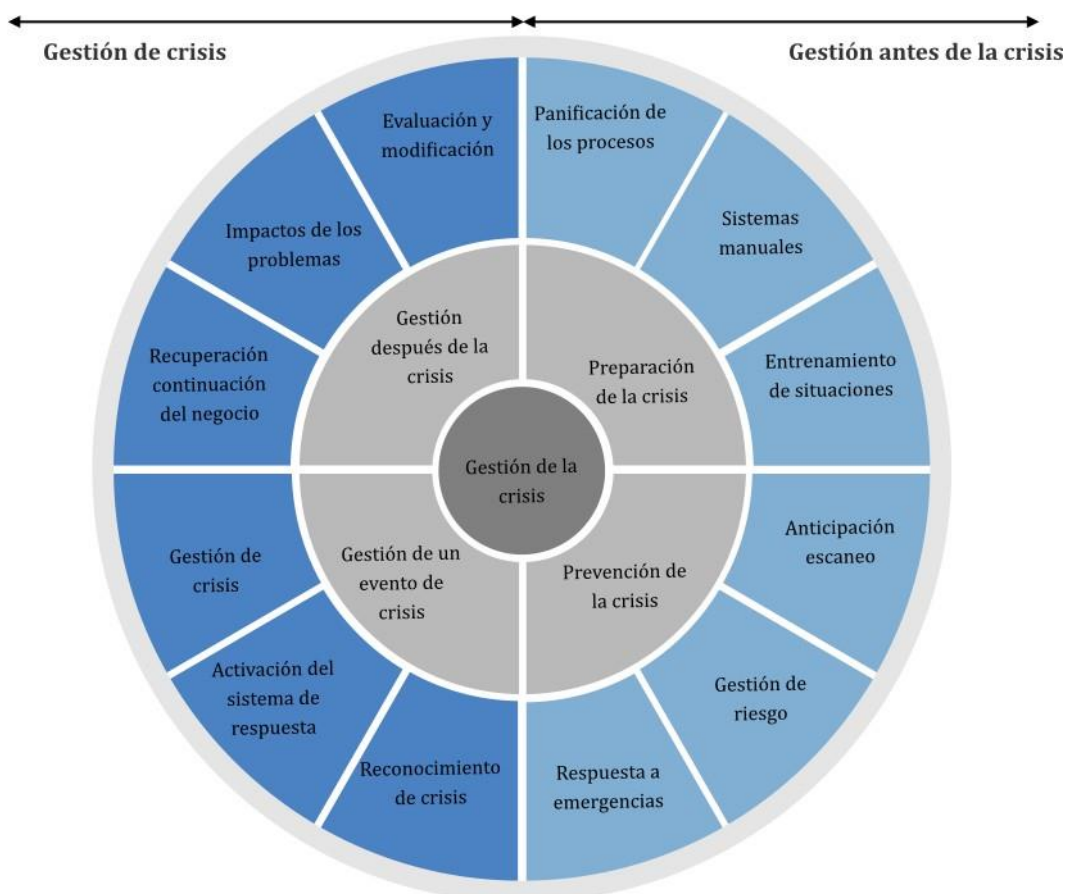 Gestión de crisis
Gestión antes de la crisis
Evaluación y
modificación
Panificación de
los procesos
Impactos de los
problemas
Sistemas
manuales
Recuperación
continuación
del negocio
Gestión
después de la
crisis
Preparación
de la crisis
Entrenamiento
de situaciones
Gestión de la
crisis
Gestión de
crisis
Gestión de un
evento de
crisis
Prevención de
la crisis
Anticipación
escaneo
Activación del
sistema de
respuesta
Gestión de
riesgo
Reconocimiento
de crisis
Respuesta a
emergencias